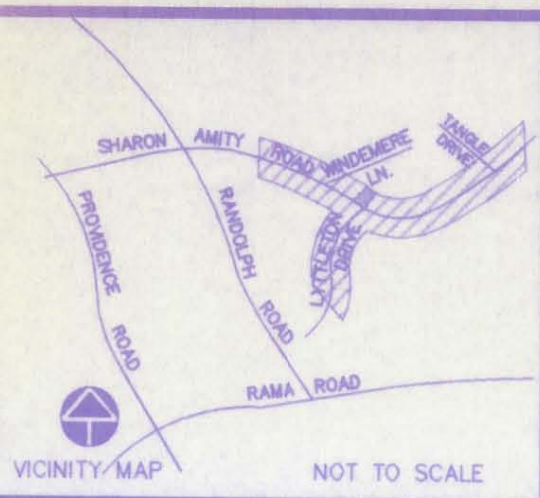 SHARON AMITY ROAD
WINDEMERE LN.
TANGLE DRIVE
PROVIDENCE ROAD
RANDOLPH ROAD
LYTTLETON DRIVE
RAMA ROAD
VICINITY MAP
NOT TO SCALE